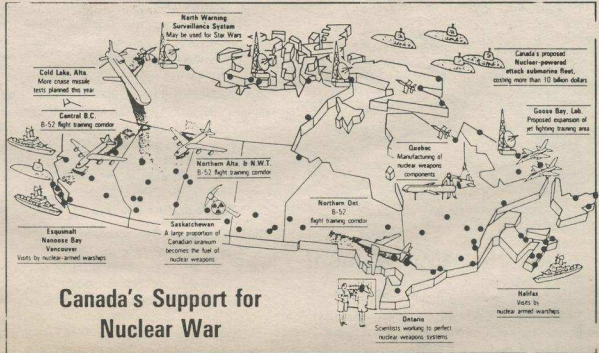 North Warning
Surveillance System
May be used for Star Wars
Canada's proposed
Nuclear-powered
attack submarine fleet,
costing more than 10 billion dollars
Cold Lake, Alta.
More cruise missile
tests planned this year
Central B.C.
B-52 flight training corridor
Goose Bay, Lab.
Proposed expansion of
jet fighting training area
Quebec
Manufacturing of
nuclear weapons
components
Northern Alta. & N.W.T.
B-52 flight training corridor
Northern Ont.
B-52
flight training corridor
Saskatchewan
A large proportion of
Canadian uranium
becomes the fuel of
nuclear weapons
Esquimalt
Nanoose Bay
Vancouver
Visits by nuclear-armed warships
Halifax
Visits by
nuclear armed warships
Ontario
Scientists working to perfect
nuclear weapons systems
Canada's Support for
Nuclear War